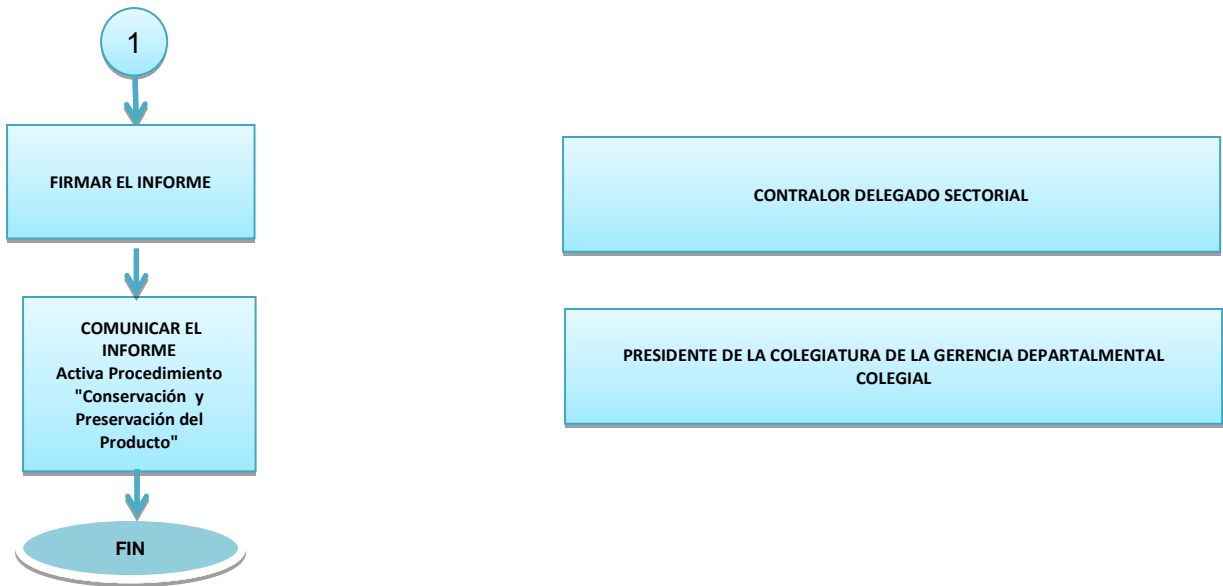 1
FIRMAR EL INFORME
CONTRALOR DELEGADO SECTORIAL
COMUNICAR EL
INFORME
Activa Procedimiento
"Conservación y
Preservación del
Producto"
PRESIDENTE DE LA COLEGIATURA DE LA GERENCIA DEPARTALMENTAL
COLEGIAL
FIN